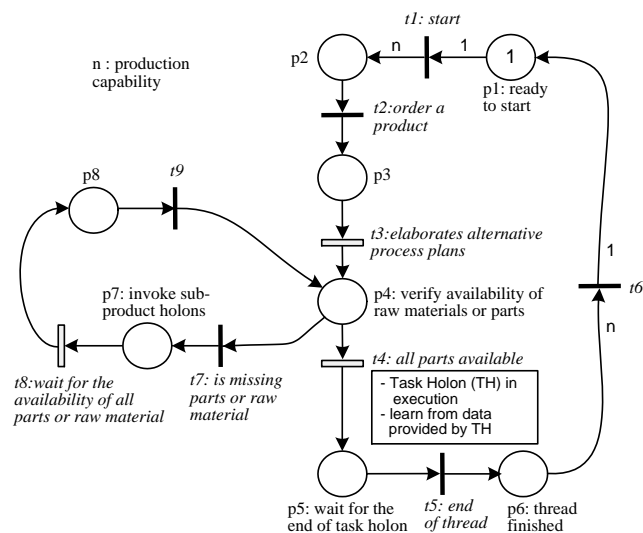 t1: start
n : production
capability
p2
n
1
1
p1: ready
to start
t2:order a
product
t9
p8
p3
t3:elaborates alternative
process plans
1
t6
p7: invoke sub-
product holons
p4: verify availability of
raw materials or parts
n
t4: all parts available
t8:wait for the
availability of all
parts or raw material
t7: is missing
parts or raw
material
- Task Holon (TH) in
execution
- learn from data
provided by TH
p5: wait for the
end of task holon
t5: end
of thread
p6: thread
finished